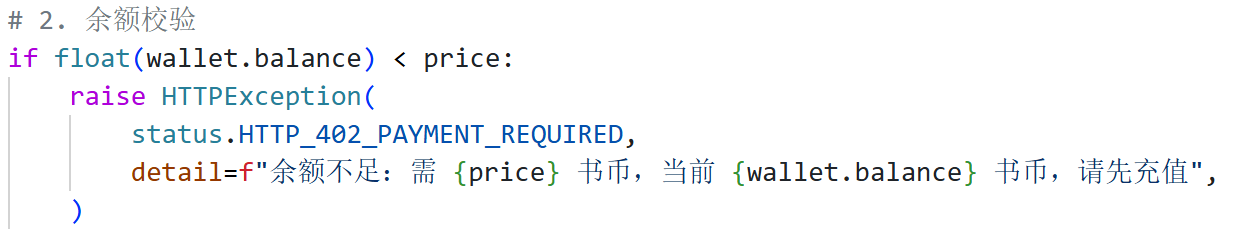 # 2. 余额校验
if float(wallet.balance) < price:
    raise HTTPException(
        status.HTTP_402_PAYMENT_REQUIRED,
        detail=f"余额不足：需 {price} 书币，当前 {wallet.balance} 书币，请先充值",
    )